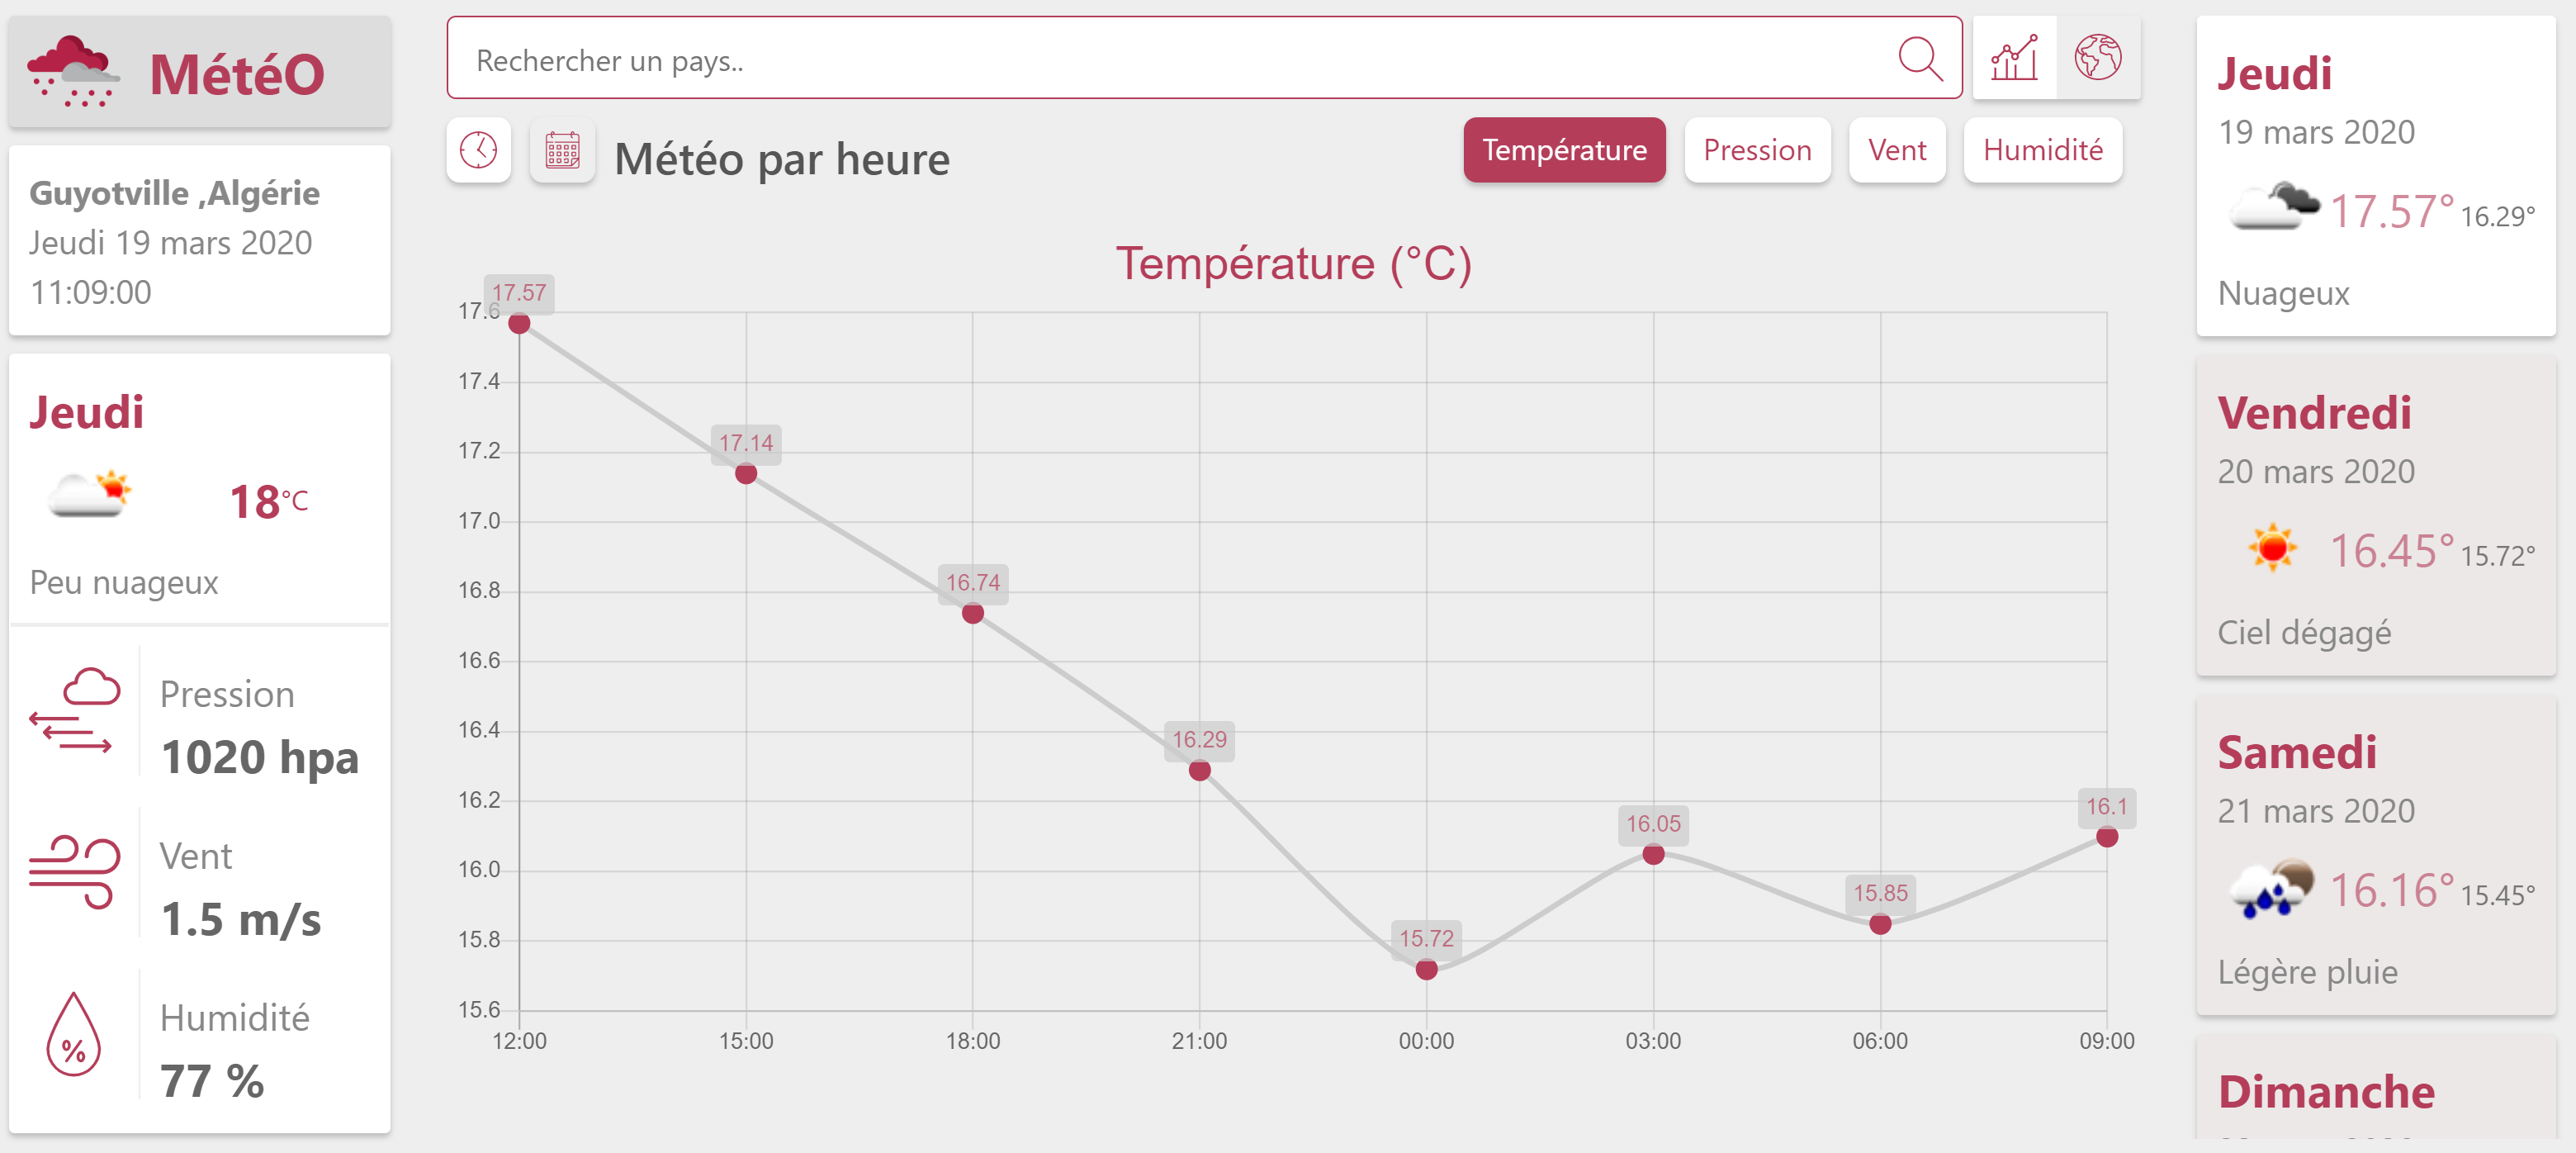 MétéO
Guyotville ,Algérie
Jeudi 19 mars 2020
11:09:00
Jeudi
18°C
Peu nuageux
Pression
1020 hpa
Vent
1.5 m/s
Humidité
%
77 %
Rechercher un pays..
Météo par heure
Température
Pression
Vent
Humidité
Température (°C)
17.6
17.4
17.2
17.0
16.8
16.6
16.4
16.2
16.0
15.8
15.6
17.57
17.14
16.74
16.29
15.72
16.05
15.85
16.1
12:00
15:00
18:00
21:00
00:00
03:00
06:00
09:00
Jeudi
19 mars 2020
17.57° 16.29°
Nuageux
Vendredi
20 mars 2020
16.45° 15.72°
Ciel dégagé
Samedi
21 mars 2020
16.16° 15.45°
Légère pluie
Dimanche